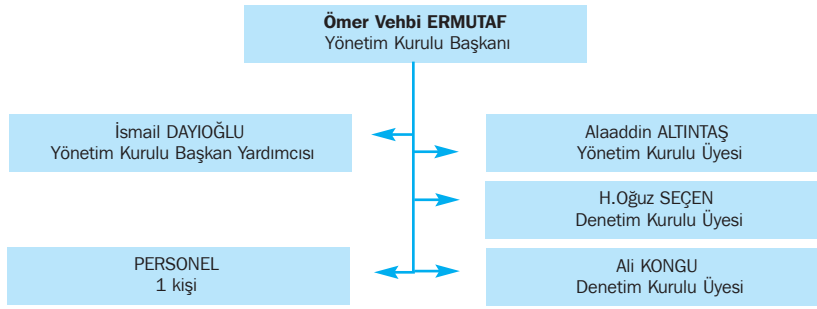 Ömer Vehbi ERMUTAF
Yönetim Kurulu Başkanı
İsmail DAYIOĞLU
Yönetim Kurulu Başkan Yardımcısı
Alaaddin ALTINTAŞ
Yönetim Kurulu Üyesi
H.Oğuz SEÇEN
Denetim Kurulu Üyesi
PERSONEL
1 kişi
Ali KONGU
Denetim Kurulu Üyesi